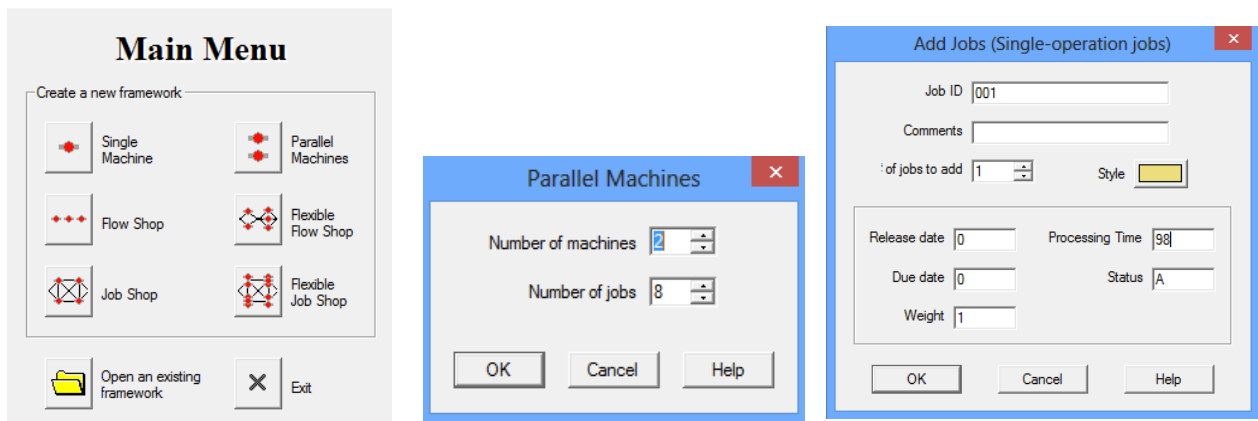 Main Menu
Create a new framework
Single
Machine
Parallel
Machines
Flow Shop
Flexible
Flow Shop
Job Shop
Flexible
Job Shop
Open an existing
framework
Exit
Parallel Machines
Number of machines 2
Number of jobs 8
OK Cancel Help
Add Jobs (Single-operation jobs)
Job ID 001
Comments
of jobs to add 1 Style
Release date 0 Processing Time 98
Due date 0 Status A
Weight 1
OK Cancel Help